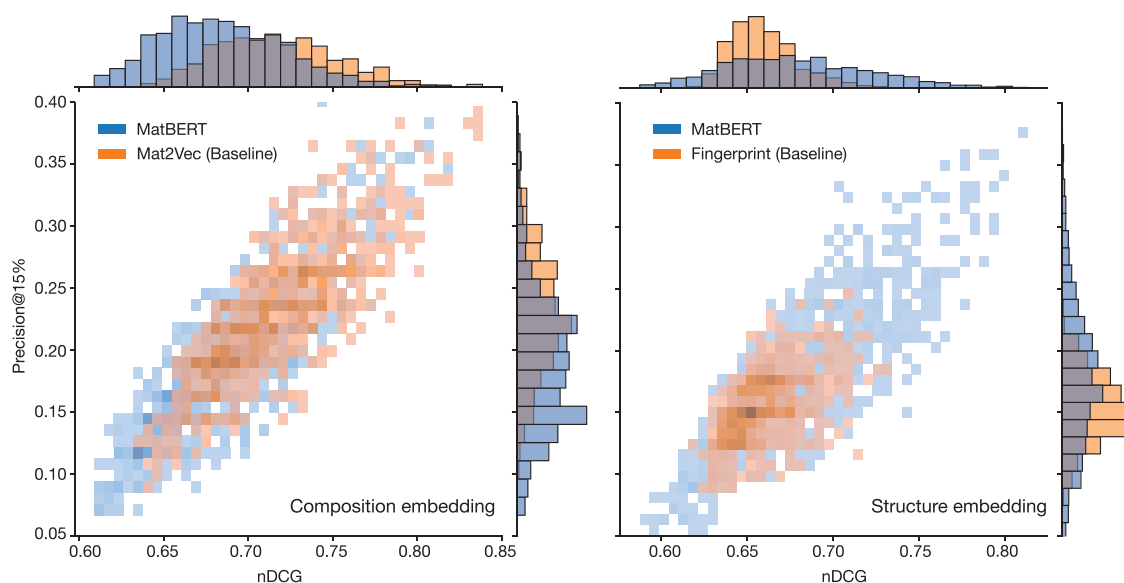 0.40
0.35
0.30
0.25
0.20
0.15
0.10
0.05
Precision@15%
MatBERT
Mat2Vec (Baseline)
Composition embedding
0.60 0.65 0.70 0.75 0.80 0.85
nDCG
MatBERT
Fingerprint (Baseline)
Structure embedding
0.60 0.65 0.70 0.75 0.80
nDCG